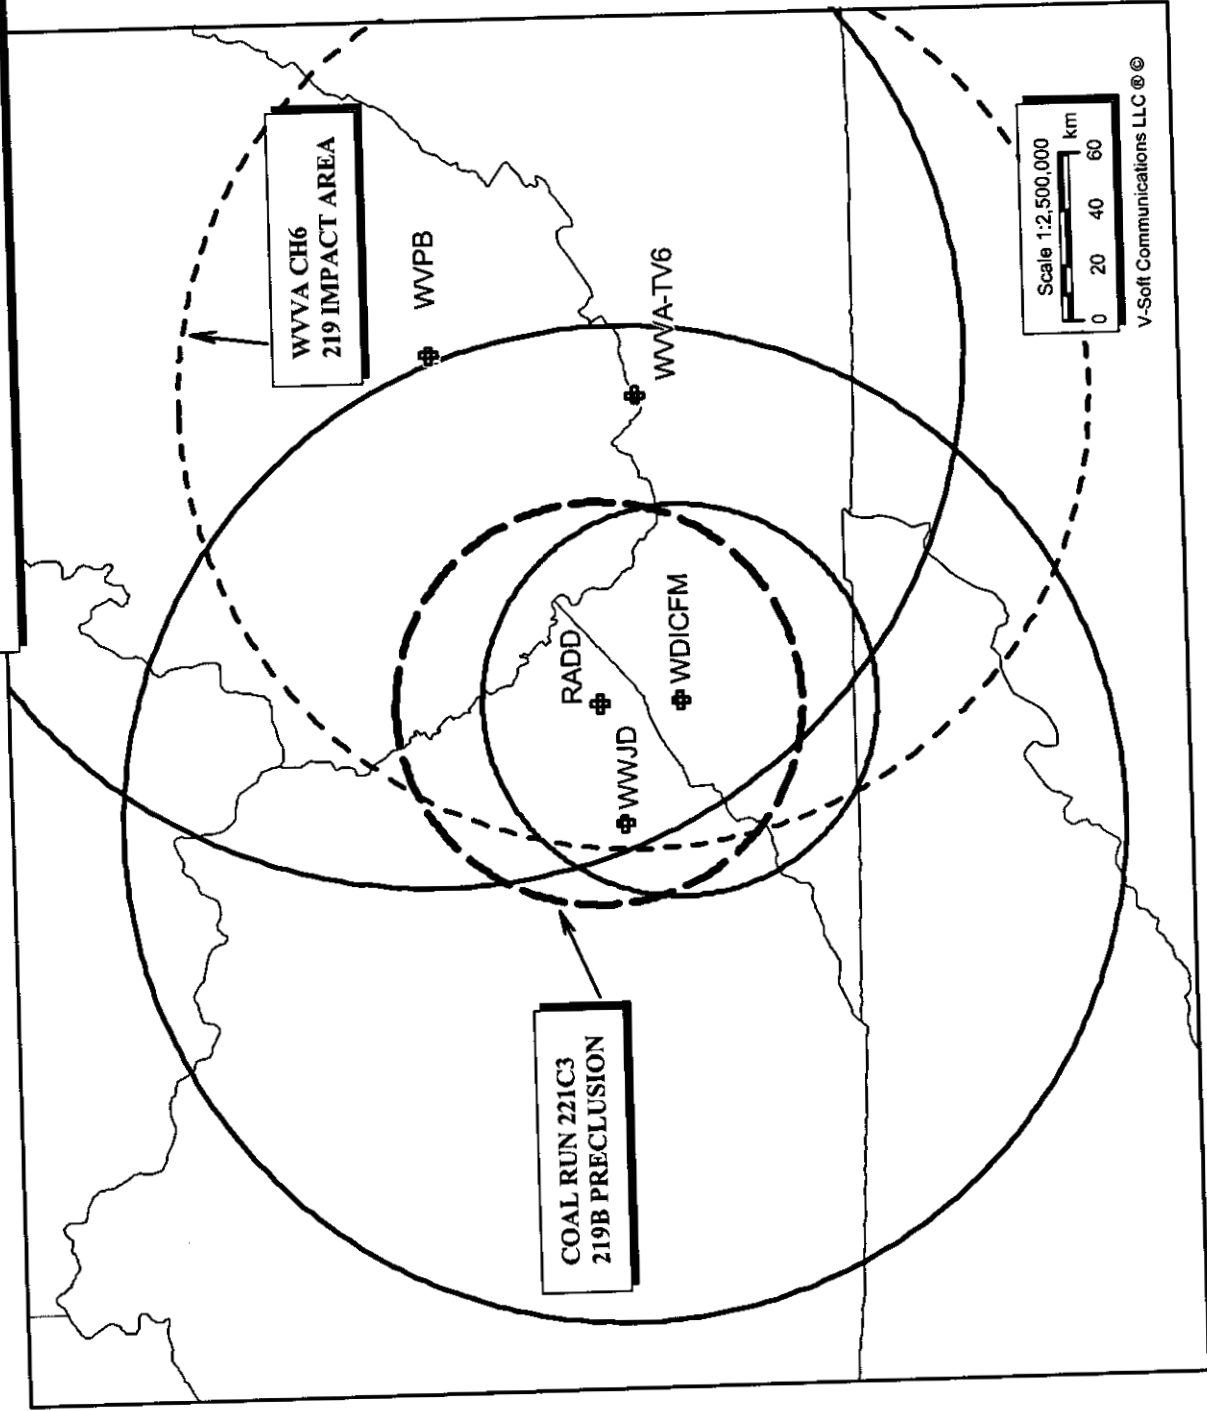 WVVA CH6
219 IMPACT AREA
WVPB
WVVA-TV6
RADD
WDICFM
WWJD
COAL RUN 221C3
219B PRECLUSION
Scale 1:2,500,000
km
0 20 40 60
V-Soft Communications LLC ® ©